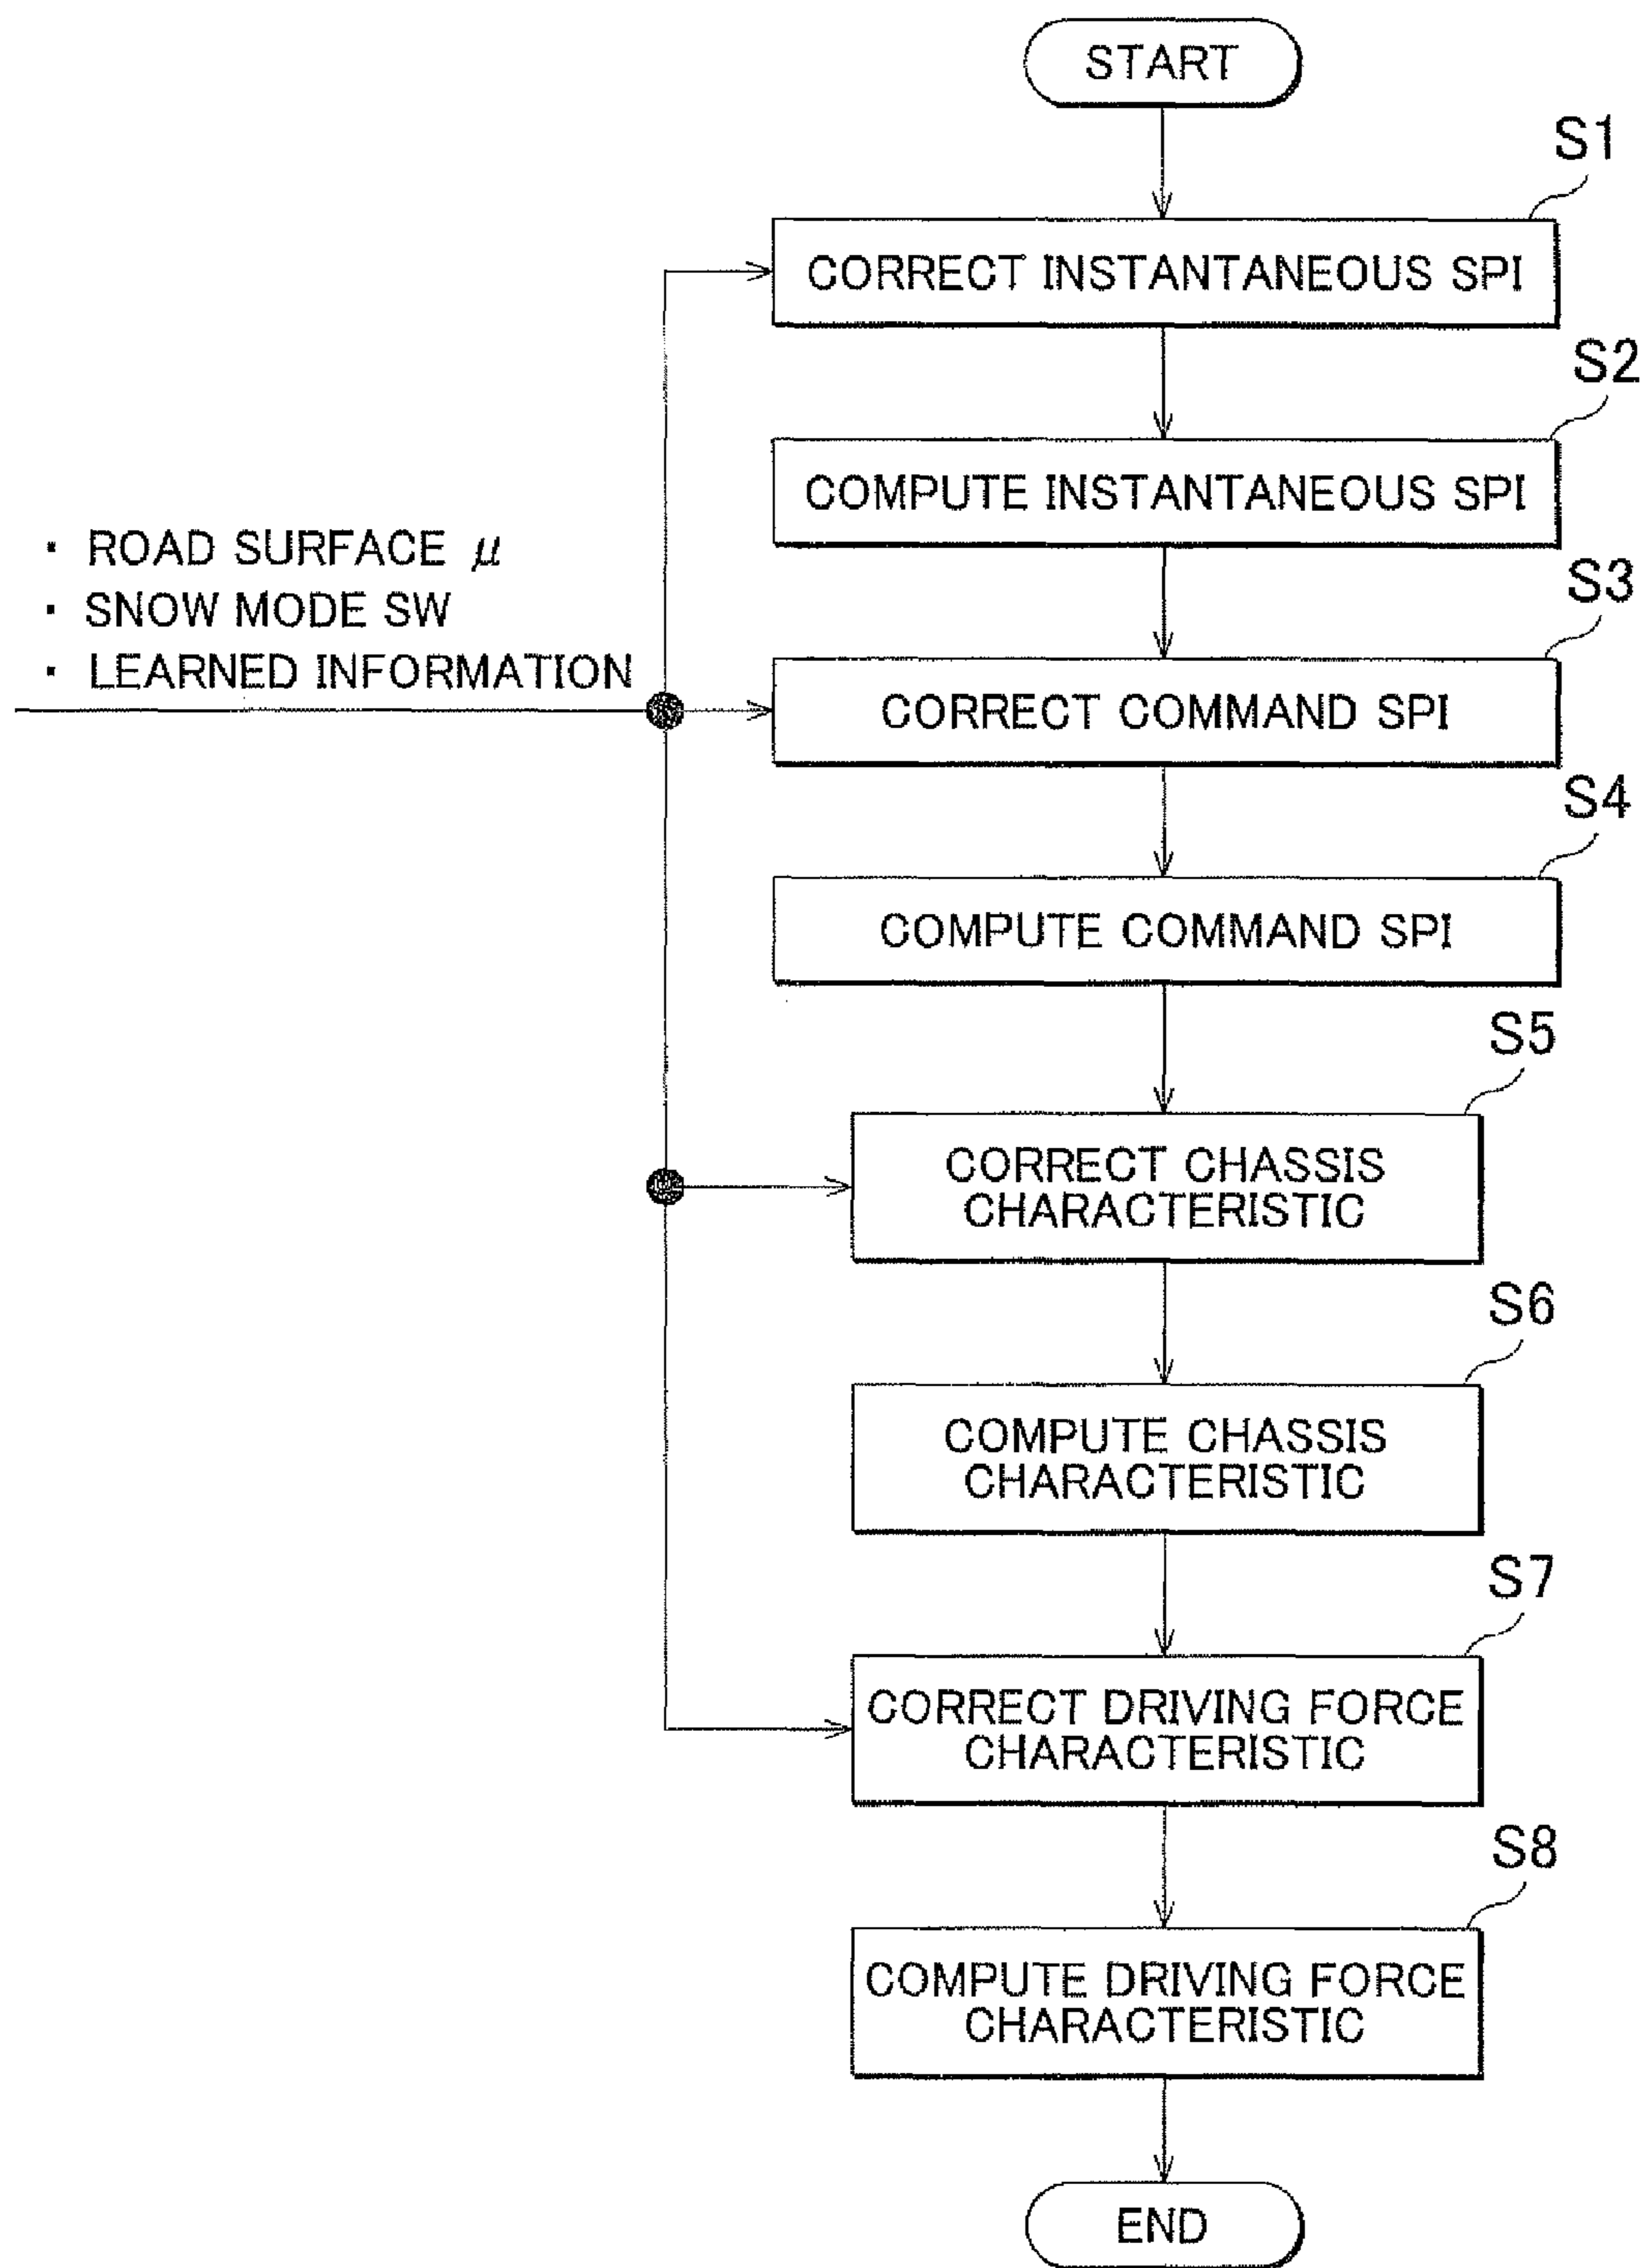 START
S1
CORRECT INSTANTANEOUS SPI
S2
COMPUTE INSTANTANEOUS SPI
· ROAD SURFACE μ
· SNOW MODE SW
· LEARNED INFORMATION
S3
CORRECT COMMAND SPI
S4
COMPUTE COMMAND SPI
S5
CORRECT CHASSIS
CHARACTERISTIC
S6
COMPUTE CHASSIS
CHARACTERISTIC
S7
CORRECT DRIVING FORCE
CHARACTERISTIC
S8
COMPUTE DRIVING FORCE
CHARACTERISTIC
END